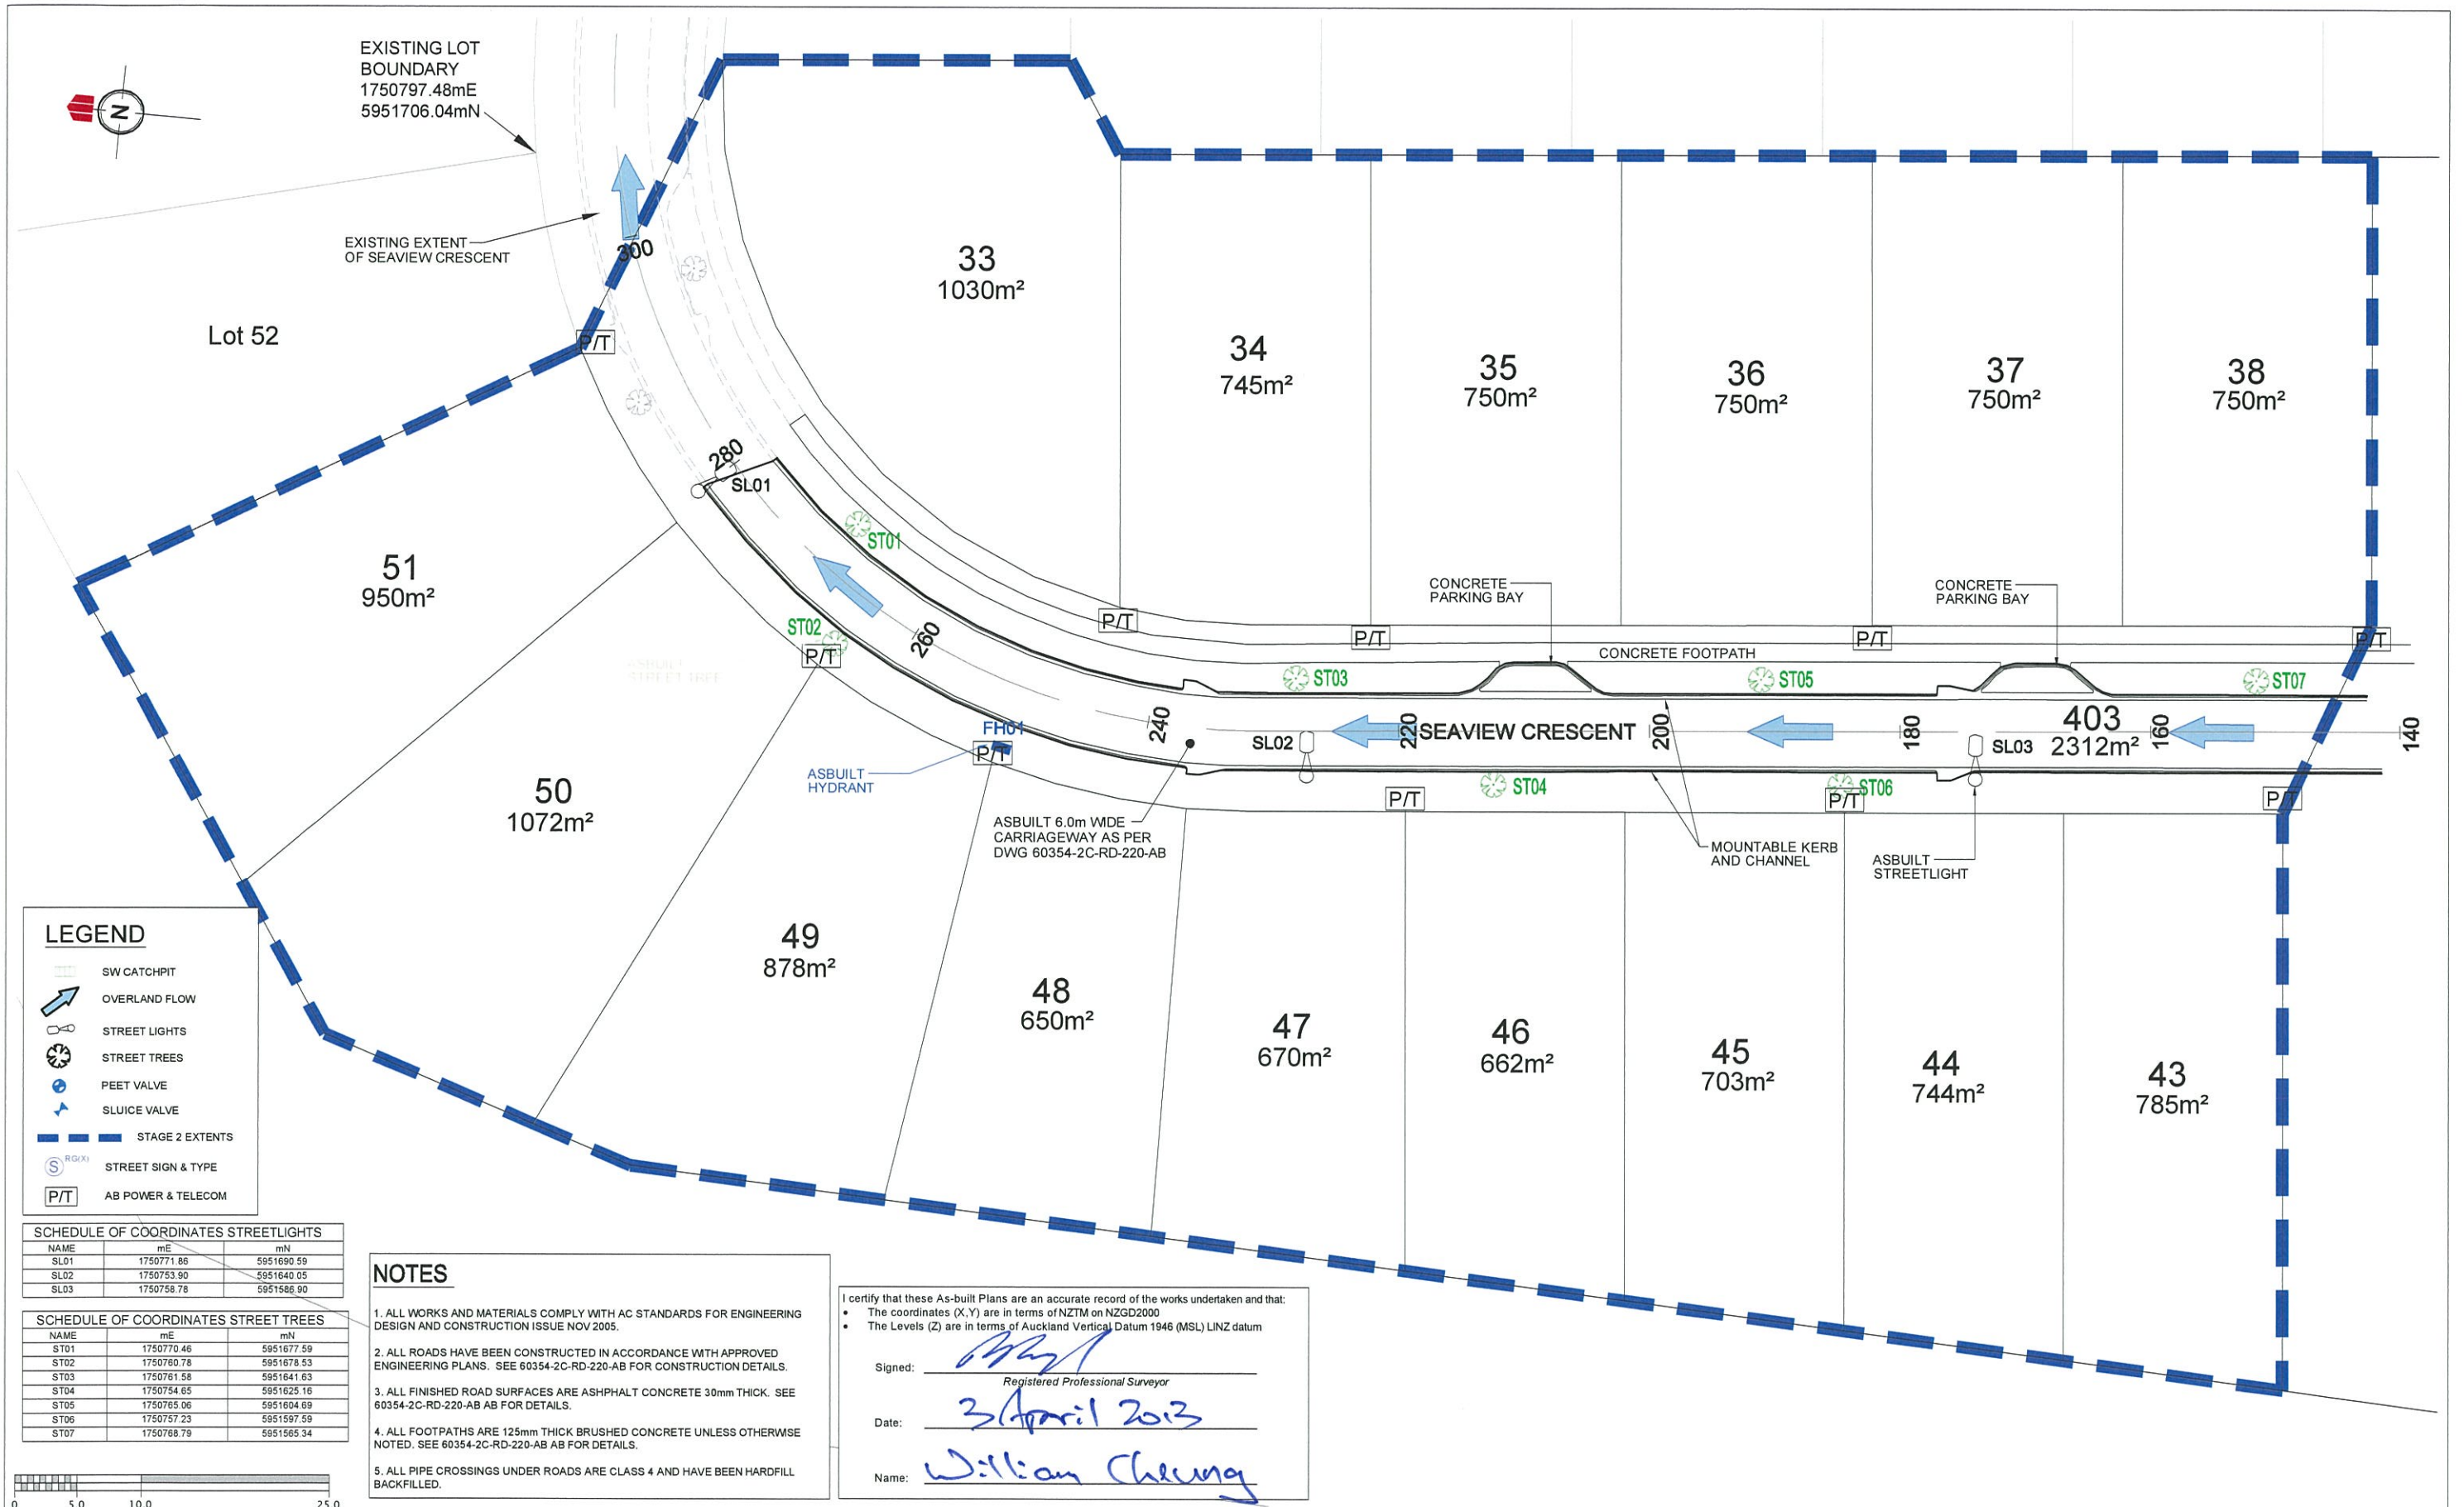 EXISTING LOT
BOUNDARY
1750797.48mE
5951706.04mN
N
EXISTING EXTENT
OF SEAVIEW CRESCENT
300
Lot 52
P/T
33
1030m²
34
745m²
35
750m²
36
750m²
37
750m²
38
750m²
280
SL01
ST01
51
950m²
ST02
P/T
260
ASBUILT
STREET TREE
CONCRETE
PARKING BAY
CONCRETE
PARKING BAY
P/T
P/T
P/T
P/T
CONCRETE FOOTPATH
ST03
ST05
ST07
FH01
P/T
240
SL02
220
SEAVIEW CRESCENT
200
180
SL03
403
2312m²
160
140
ASBUILT
HYDRANT
P/T
ST04
P/T
ST06
P/T
ASBUILT 6.0m WIDE
CARRIAGEWAY AS PER
DWG 60354-2C-RD-220-AB
MOUNTABLE KERB
AND CHANNEL
ASBUILT
STREETLIGHT
50
1072m²
49
878m²
48
650m²
47
670m²
46
662m²
45
703m²
44
744m²
43
785m²
LEGEND
SW CATCHPIT
OVERLAND FLOW
STREET LIGHTS
STREET TREES
PEET VALVE
SLUICE VALVE
STAGE 2 EXTENTS
S RG(X) STREET SIGN & TYPE
P/T AB POWER & TELECOM
SCHEDULE OF COORDINATES STREETLIGHTS
NAME mE mN
SL01 1750771.86 5951690.59
SL02 1750753.90 5951640.05
SL03 1750758.78 5951586.90
SCHEDULE OF COORDINATES STREET TREES
NAME mE mN
ST01 1750770.46 5951677.59
ST02 1750760.78 5951678.53
ST03 1750761.58 5951641.63
ST04 1750754.65 5951625.16
ST05 1750765.06 5951604.69
ST06 1750757.23 5951597.59
ST07 1750768.79 5951565.34
0 5.0 10.0 25.0
NOTES
1. ALL WORKS AND MATERIALS COMPLY WITH AC STANDARDS FOR ENGINEERING
DESIGN AND CONSTRUCTION ISSUE NOV 2005.
2. ALL ROADS HAVE BEEN CONSTRUCTED IN ACCORDANCE WITH APPROVED
ENGINEERING PLANS. SEE 60354-2C-RD-220-AB FOR CONSTRUCTION DETAILS.
3. ALL FINISHED ROAD SURFACES ARE ASHPHALT CONCRETE 30mm THICK. SEE
60354-2C-RD-220-AB AB FOR DETAILS.
4. ALL FOOTPATHS ARE 125mm THICK BRUSHED CONCRETE UNLESS OTHERWISE
NOTED. SEE 60354-2C-RD-220-AB AB FOR DETAILS.
5. ALL PIPE CROSSINGS UNDER ROADS ARE CLASS 4 AND HAVE BEEN HARDFILL
BACKFILLED.
I certify that these As-built Plans are an accurate record of the works undertaken and that:
• The coordinates (X,Y) are in terms of NZTM on NZGD2000
• The Levels (Z) are in terms of Auckland Vertical Datum 1946 (MSL) LINZ datum
Signed:
Registered Professional Surveyor
Date: 3 April 2013
Name: William Cheung